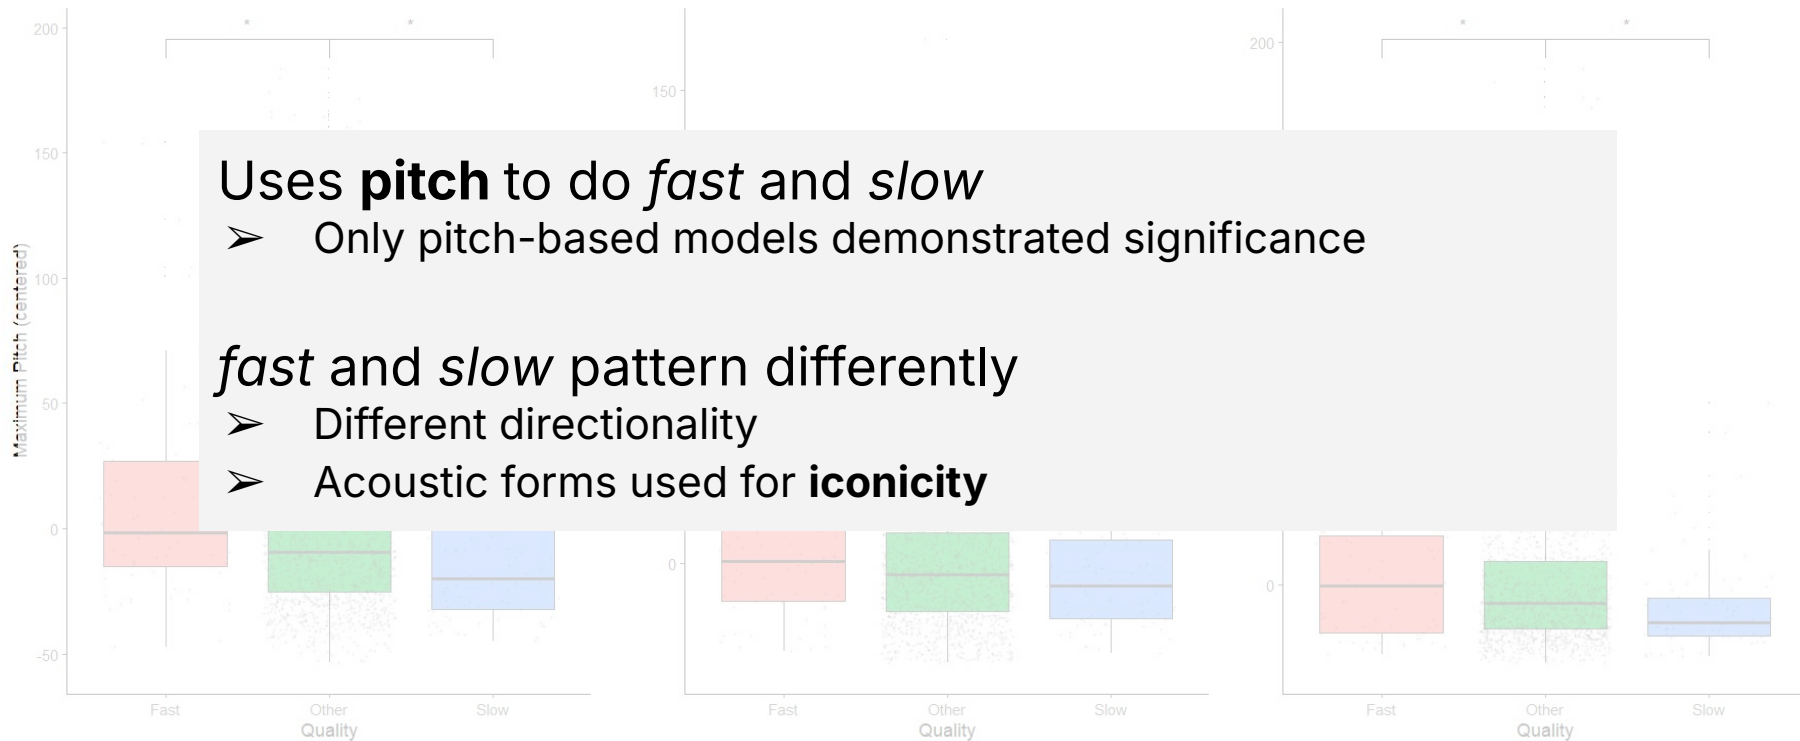 200
*
*
150
100
50
0
-50
Maximum Pitch (centered)
Fast
Other
Slow
Quality
150
0
Fast
Other
Slow
Quality
200
*
*
0
Fast
Other
Slow
Quality
Uses pitch to do fast and slow
➢ Only pitch-based models demonstrated significance
fast and slow pattern differently
➢ Different directionality
➢ Acoustic forms used for iconicity